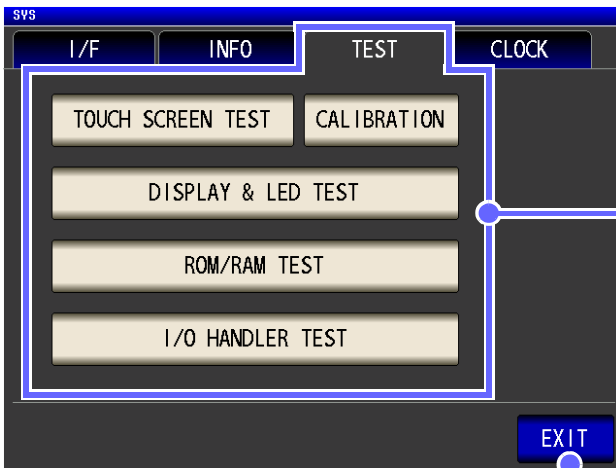 SYS
I/F INFO TEST CLOCK
TOUCH SCREEN TEST CALIBRATION
DISPLAY & LED TEST
ROM/RAM TEST
I/O HANDLER TEST
EXIT